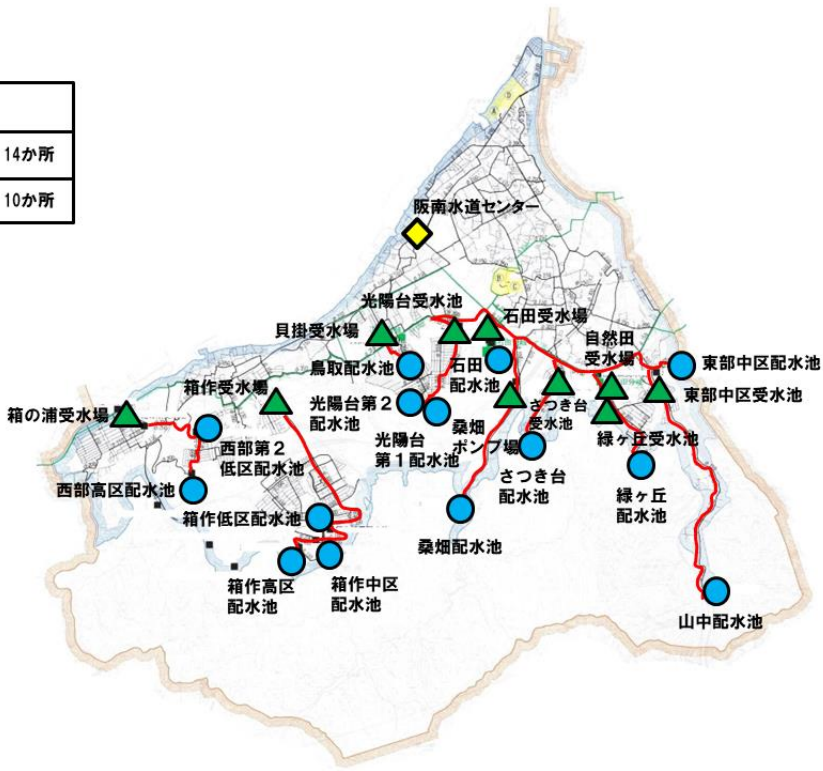 14か所
10か所
阪南水道センター
光陽台受水池
石田受水場
貝掛受水場
自然田
受水場
鳥取配水池
石田
配水池
東部中区配水池
箱作受水場
東部中区受水池
箱の浦受水場
光陽台第2
配水池
さつき台
受水池
桑畑
ポンプ場
緑ヶ丘受水池
光陽台
第1配水池
西部第2
低区配水池
さつき台
配水池
緑ヶ丘
配水池
西部高区配水池
箱作低区配水池
桑畑配水池
箱作高区
配水池
箱作中区
配水池
山中配水池